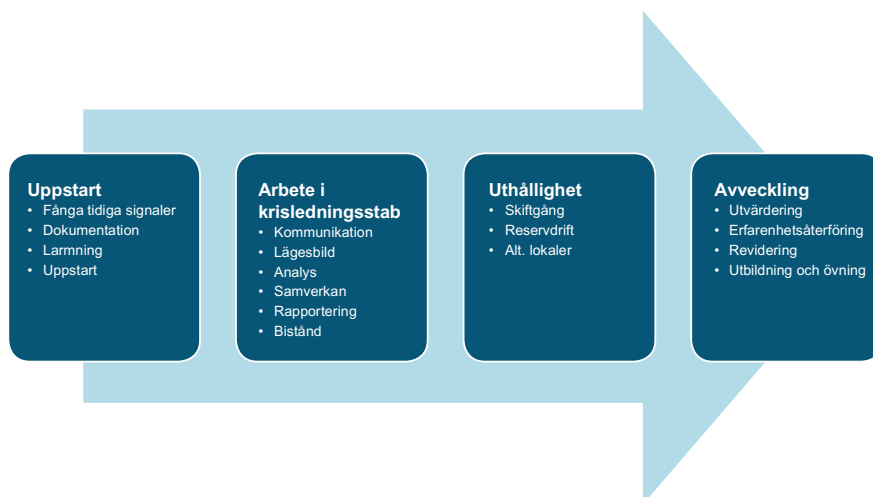 Uppstart
• Fånga tidiga signaler
• Dokumentation
• Larmning
• Uppstart
Arbete i
krisledningsstab
• Kommunikation
• Lägesbild
• Analys
• Samverkan
• Rapportering
• Bistånd
Uthållighet
• Skiftgång
• Reservdrift
• Alt. lokaler
Avveckling
• Utvärdering
• Erfarenhetsåterföring
• Revidering
• Utbildning och övning